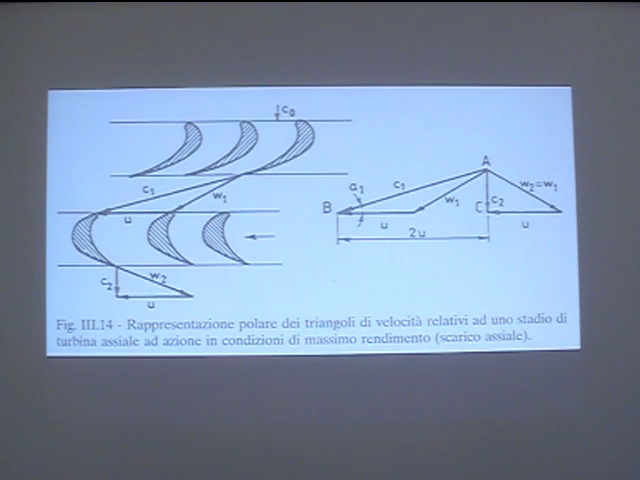 c₀
c₁
w₁
u
w₂
c₂
u
A
α₁
c₁
w₂=w₁
B
w₁
C
c₂
u
u
2u
Fig. III.14 - Rappresentazione polare dei triangoli di velocità relativi ad uno stadio di
turbina assiale ad azione in condizioni di massimo rendimento (scarico assiale).